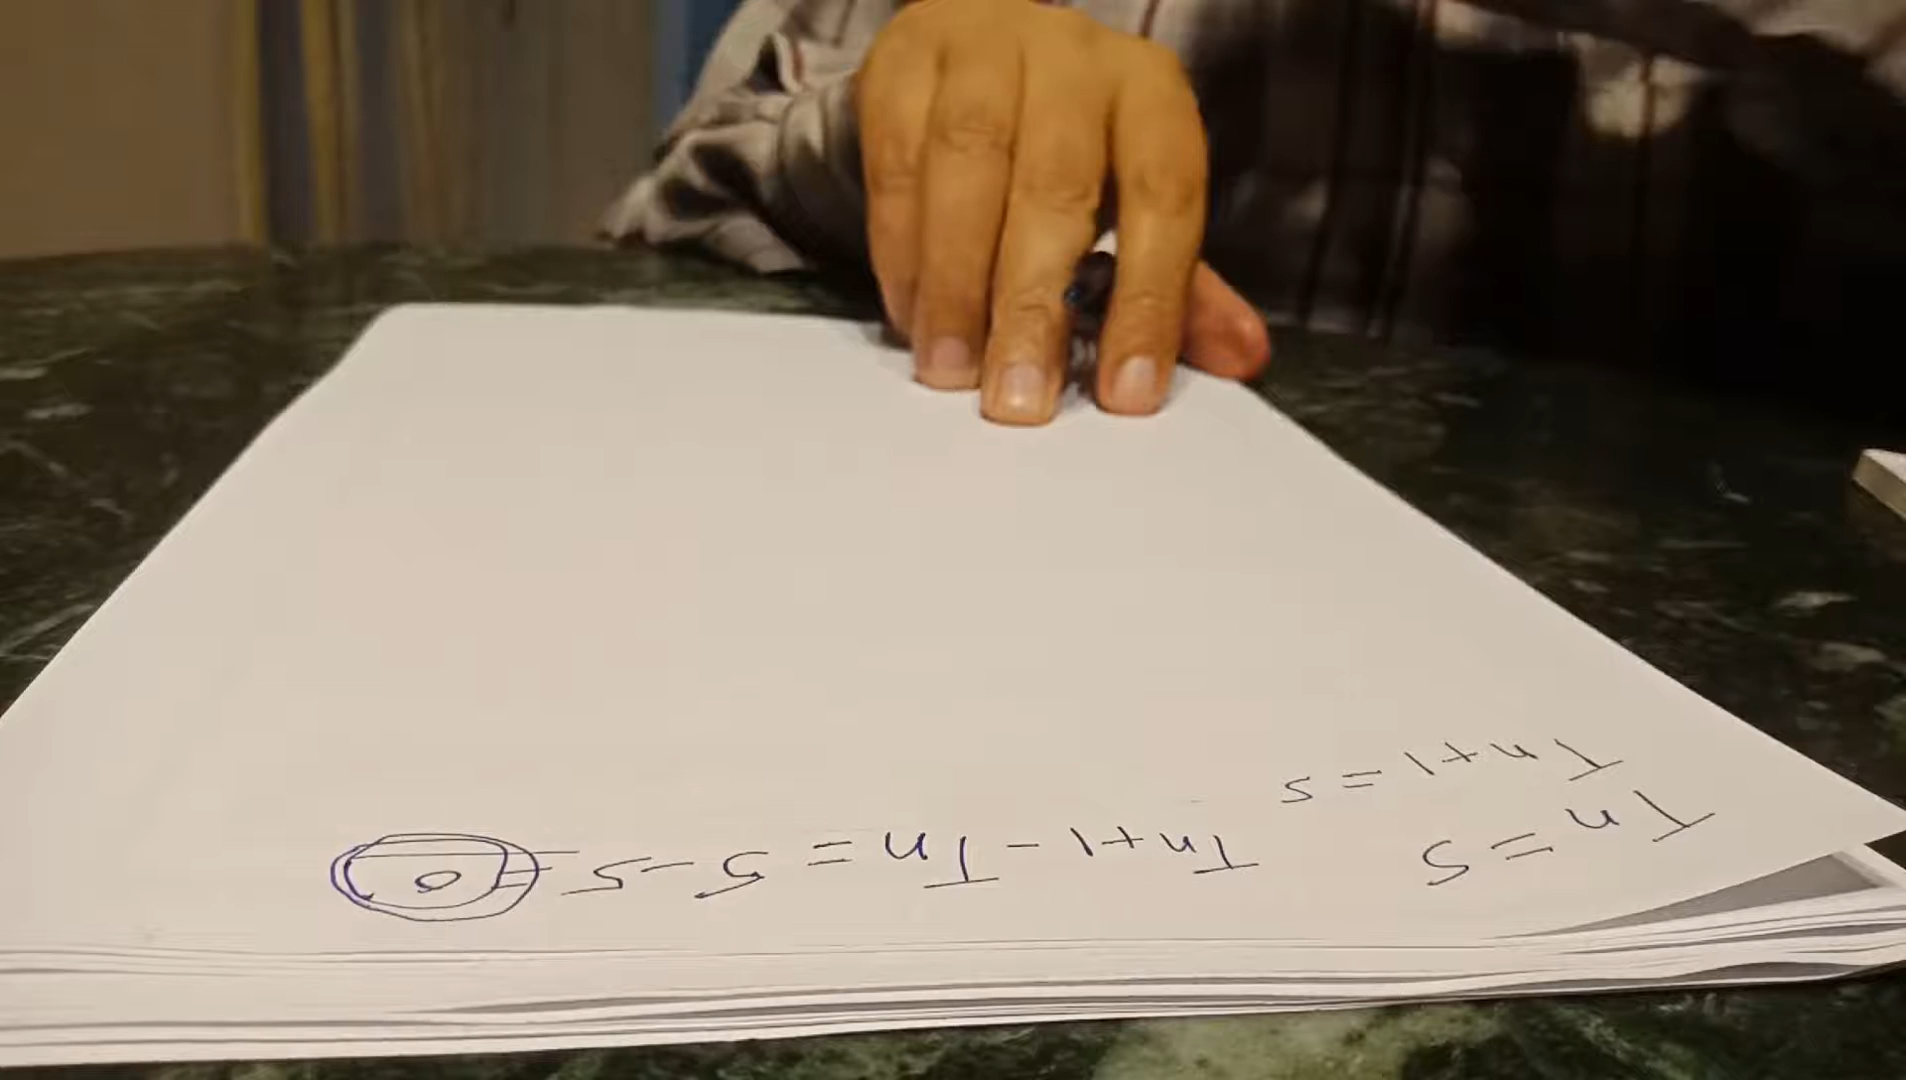 Tn = 5
Tn+1 = 5
Tn+1 - Tn = 5 - 5 = 0